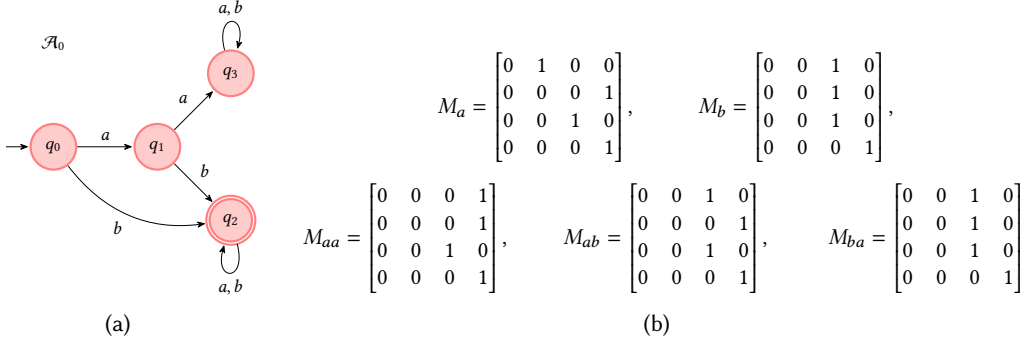 𝒜₀
a, b
q₃
a
q₀
a
q₁
b
b
q₂
a, b
(a)
Mₐ = [0 1 0 0
0 0 0 1
0 0 1 0
0 0 0 1] ,
M_b = [0 0 1 0
0 0 1 0
0 0 1 0
0 0 0 1] ,
M_aa = [0 0 0 1
0 0 0 1
0 0 1 0
0 0 0 1] ,
M_ab = [0 0 1 0
0 0 0 1
0 0 1 0
0 0 0 1] ,
M_ba = [0 0 1 0
0 0 1 0
0 0 1 0
0 0 0 1]
(b)